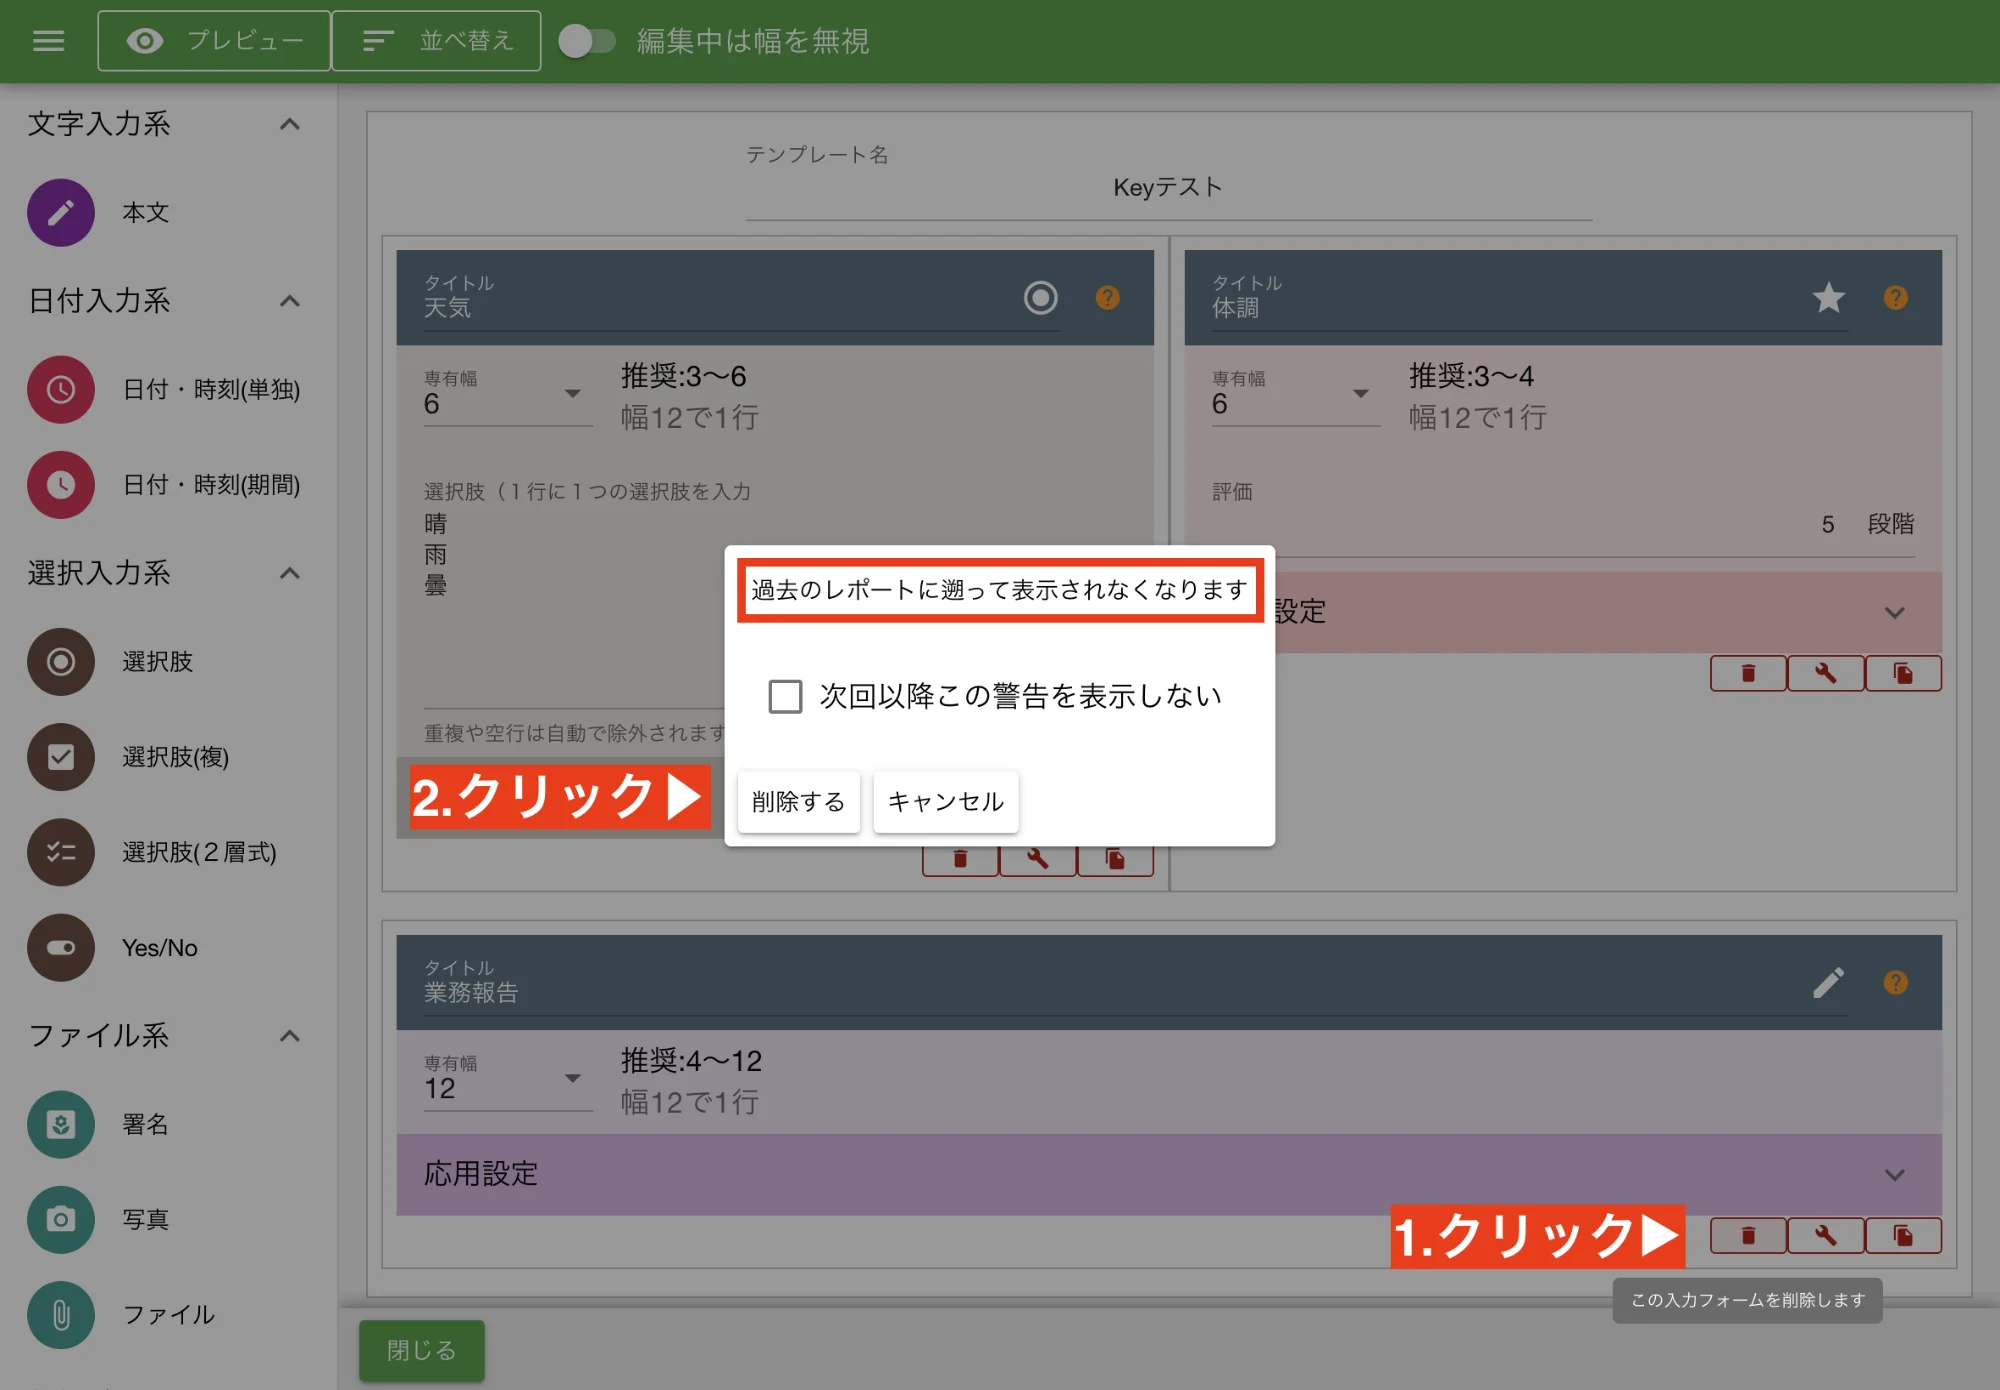 プレビュー
並べ替え
編集中は幅を無視
文字入力系
本文
日付入力系
日付・時刻(単独)
日付・時刻(期間)
選択入力系
選択肢
選択肢(複)
選択肢(２層式)
Yes/No
ファイル系
署名
写真
ファイル
テンプレート名
Keyテスト
タイトル
天気
専有幅
6
推奨:3〜6
幅12で1行
選択肢（１行に１つの選択肢を入力
晴
雨
曇
重複や空行は自動で除外されます
タイトル
体調
専有幅
6
推奨:3〜4
幅12で1行
評価
5 段階
設定
過去のレポートに遡って表示されなくなります
次回以降この警告を表示しない
2.クリック▶
削除する
キャンセル
タイトル
業務報告
専有幅
12
推奨:4〜12
幅12で1行
応用設定
1.クリック▶
この入力フォームを削除します
閉じる